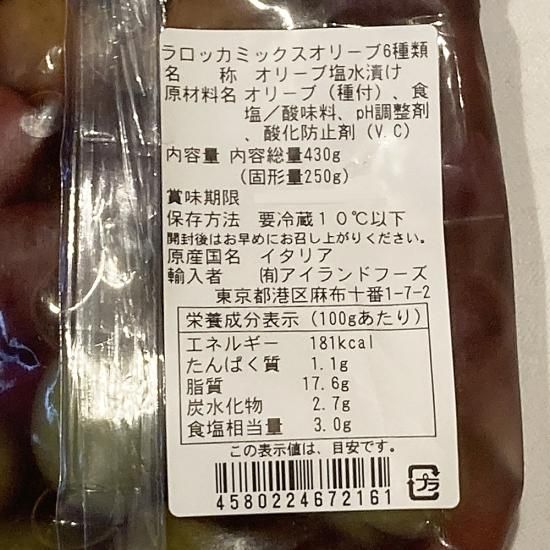 ラロッカミックスオリーブ6種類
名　　称　オリーブ塩水漬け
原材料名 オリーブ（種付）、食
塩／酸味料、pH調整剤
、酸化防止剤（V.C）
内容量 内容総量430g
（固形量250g）
賞味期限
保存方法　要冷蔵１０℃以下
開封後はお早めにお召し上がりください。
原産国名　イタリア
輸入者　　㈲アイランドフーズ
東京都港区麻布十番1-7-2
栄養成分表示（100gあたり）
エネルギー　181kcal
たんぱく質　1.1g
脂質　17.6g
炭水化物　2.7g
食塩相当量　3.0g
この表示値は、目安です。
4580224672161
プラ